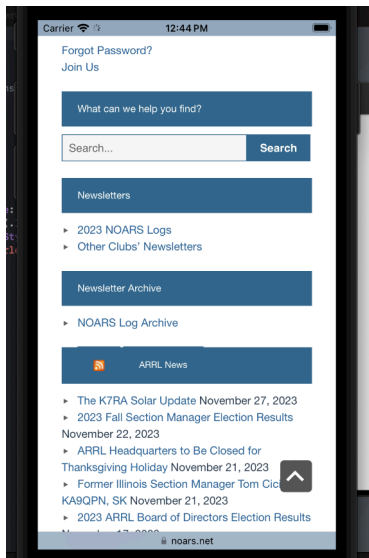 Carrier 12:44 PM
Forgot Password?
Join Us
What can we help you find?
Search... Search
Newsletters
2023 NOARS Logs
Other Clubs' Newsletters
Newsletter Archive
NOARS Log Archive
ARRL News
The K7RA Solar Update November 27, 2023
2023 Fall Section Manager Election Results
November 22, 2023
ARRL Headquarters to Be Closed for
Thanksgiving Holiday November 21, 2023
Former Illinois Section Manager Tom
KA9QPN, SK November 21, 2023
2023 ARRL Board of Directors Election Results
noars.net